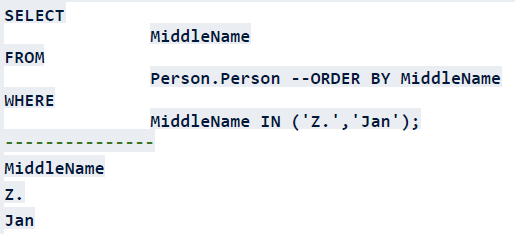 SELECT
MiddleName
FROM
Person.Person --ORDER BY MiddleName
WHERE
MiddleName IN ('Z.','Jan');
---------------
MiddleName
Z.
Jan